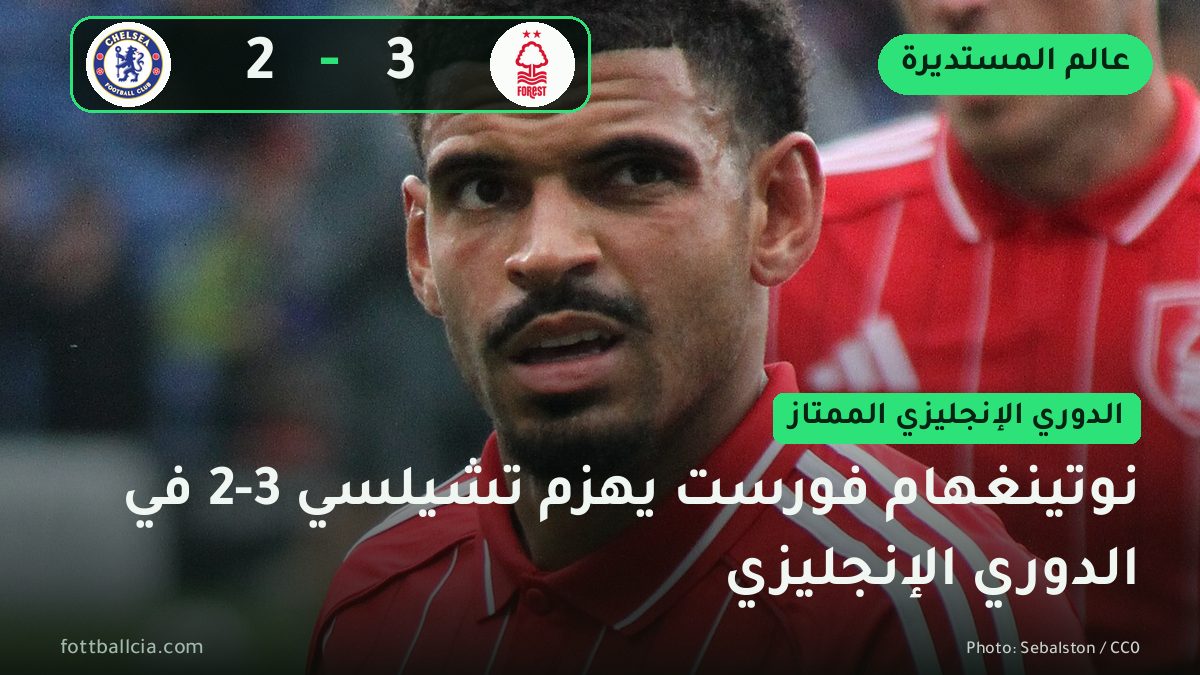 عالم المستديرة
2 - 3
CHELSEA
FOOTBALL CLUB
FOREST
الدوري الإنجليزي الممتاز
نوتينغهام فورست يهزم تشيلسي 3-2 في
الدوري الإنجليزي
fottballcia.com
Photo: Sebalston / CC0